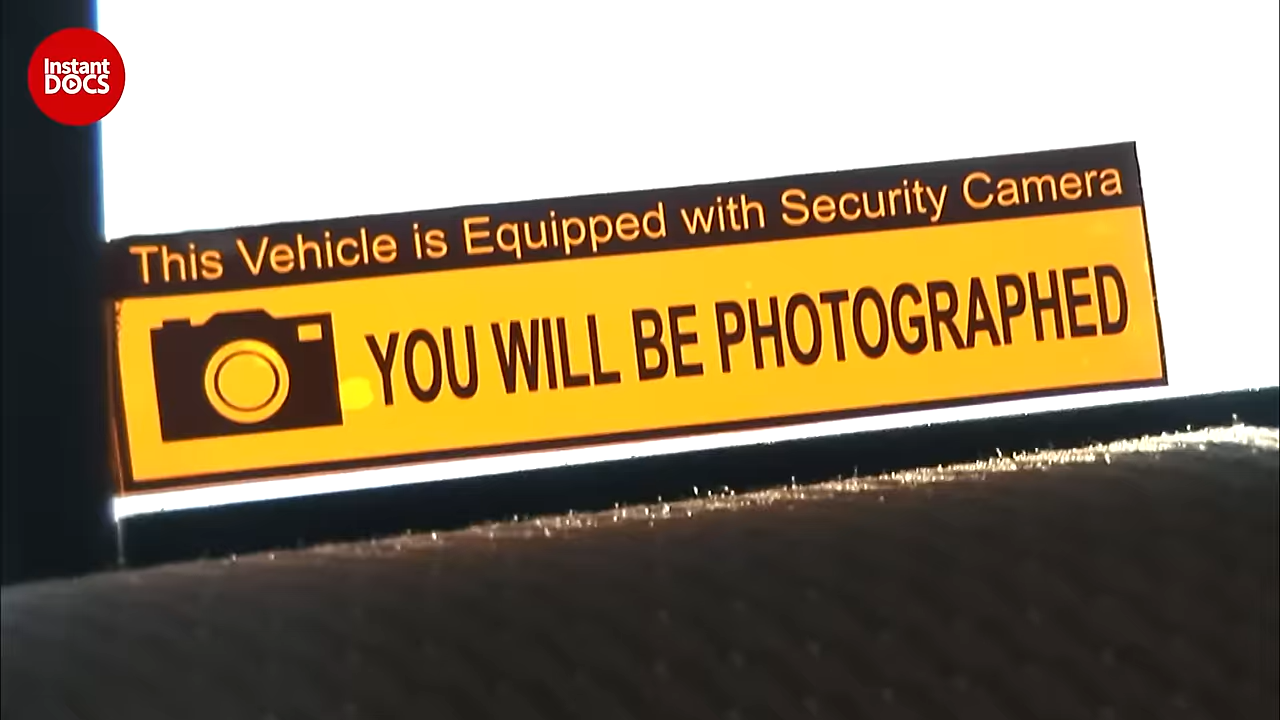 Instant
DOCS
This Vehicle is Equipped with Security Camera
YOU WILL BE PHOTOGRAPHED